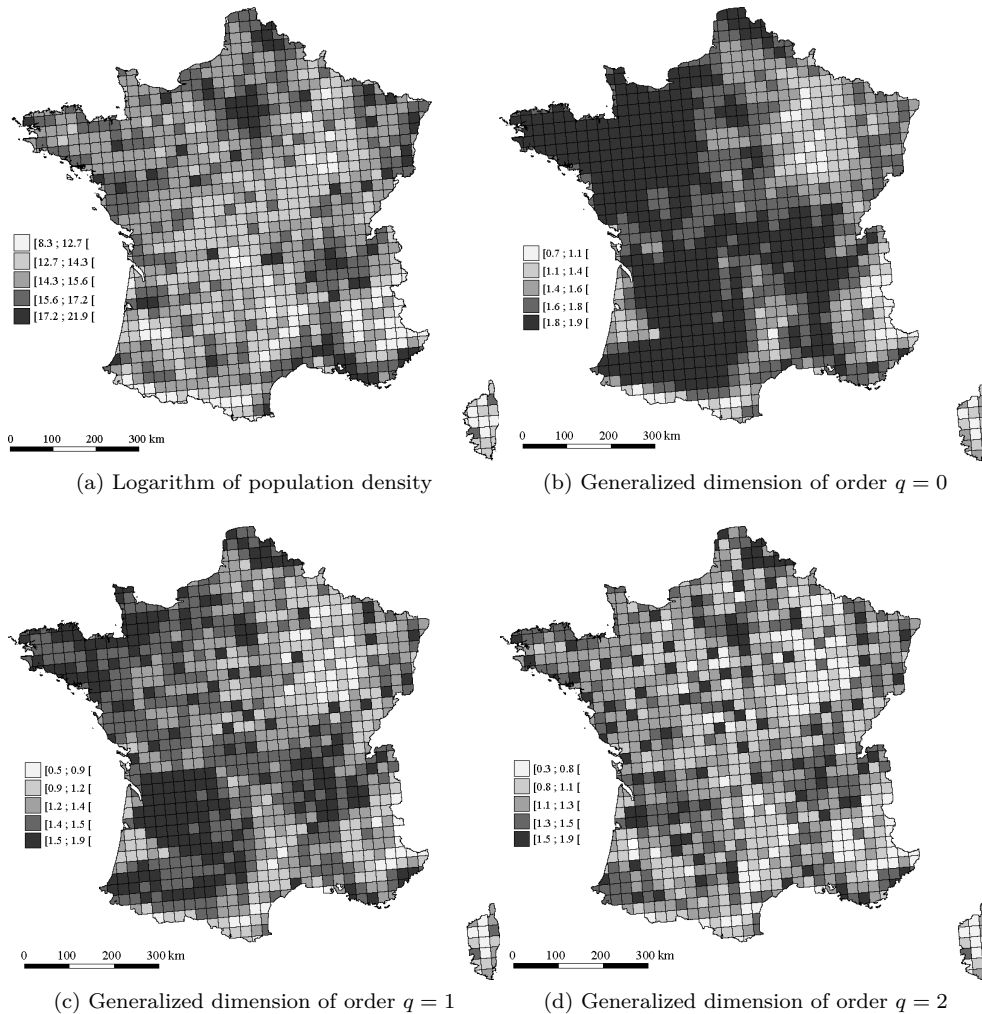 [8.3 ; 12.7 [
[12.7 ; 14.3 [
[14.3 ; 15.6 [
[15.6 ; 17.2 [
[17.2 ; 21.9 [
0 100 200 300 km
(a) Logarithm of population density
[0.7 ; 1.1 [
[1.1 ; 1.4 [
[1.4 ; 1.6 [
[1.6 ; 1.8 [
[1.8 ; 1.9 [
0 100 200 300 km
(b) Generalized dimension of order q = 0
[0.5 ; 0.9 [
[0.9 ; 1.2 [
[1.2 ; 1.4 [
[1.4 ; 1.5 [
[1.5 ; 1.9 [
0 100 200 300 km
(c) Generalized dimension of order q = 1
[0.3 ; 0.8 [
[0.8 ; 1.1 [
[1.1 ; 1.3 [
[1.3 ; 1.5 [
[1.5 ; 1.9 [
0 100 200 300 km
(d) Generalized dimension of order q = 2